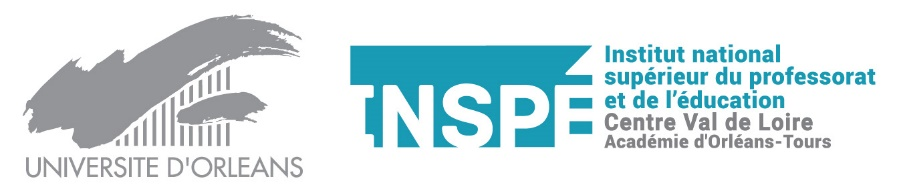 UNIVERSITE D'ORLEANS
INSPÉ
Institut national
supérieur du professorat
et de l'éducation
Centre Val de Loire
Académie d'Orléans-Tours